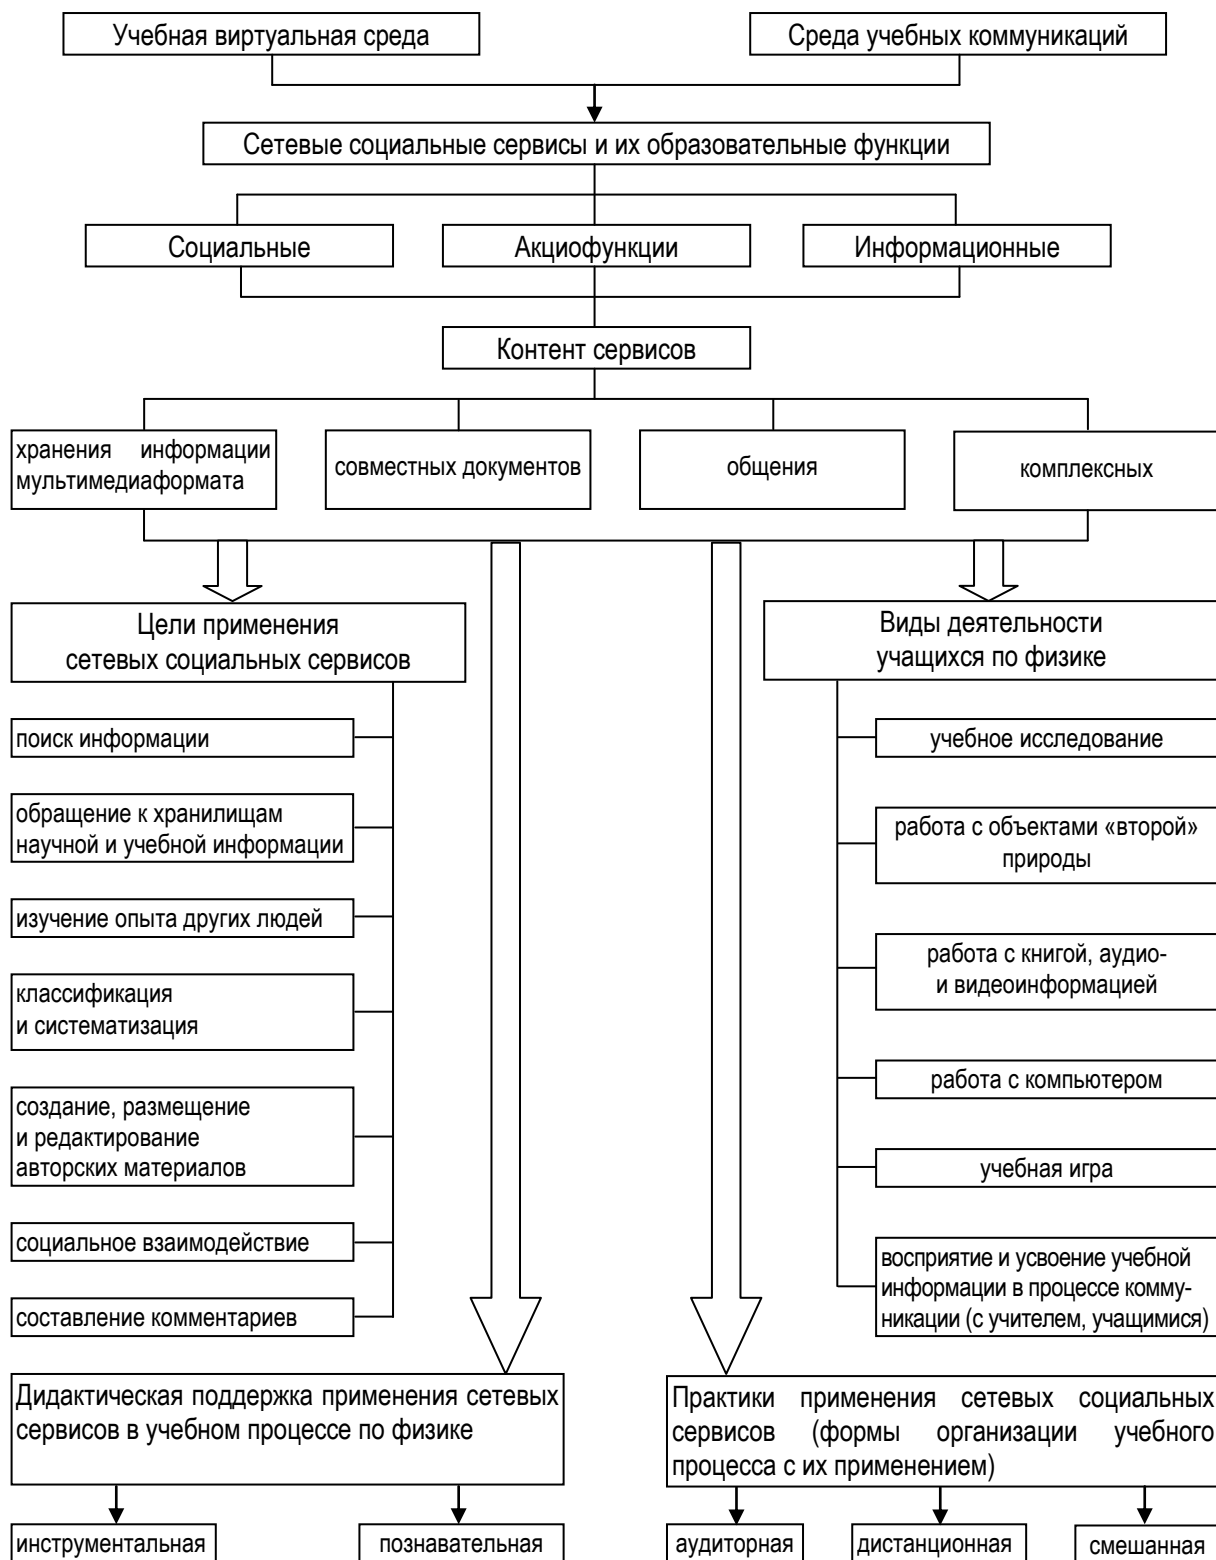 Учебная виртуальная среда
Среда учебных коммуникаций
Сетевые социальные сервисы и их образовательные функции
Социальные
Акциофункции
Информационные
Контент сервисов
хранения информации
мультимедиаформата
совместных документов
общения
комплексных
Цели применения
сетевых социальных сервисов
поиск информации
обращение к хранилищам
научной и учебной информации
изучение опыта других людей
классификация
и систематизация
создание, размещение
и редактирование
авторских материалов
социальное взаимодействие
составление комментариев
Виды деятельности
учащихся по физике
учебное исследование
работа с объектами «второй»
природы
работа с книгой, аудио-
и видеоинформацией
работа с компьютером
учебная игра
восприятие и усвоение учебной
информации в процессе комму-
никации (с учителем, учащимися)
Дидактическая поддержка применения сетевых
сервисов в учебном процессе по физике
инструментальная
познавательная
Практики применения сетевых социальных
сервисов (формы организации учебного
процесса с их применением)
аудиторная
дистанционная
смешанная